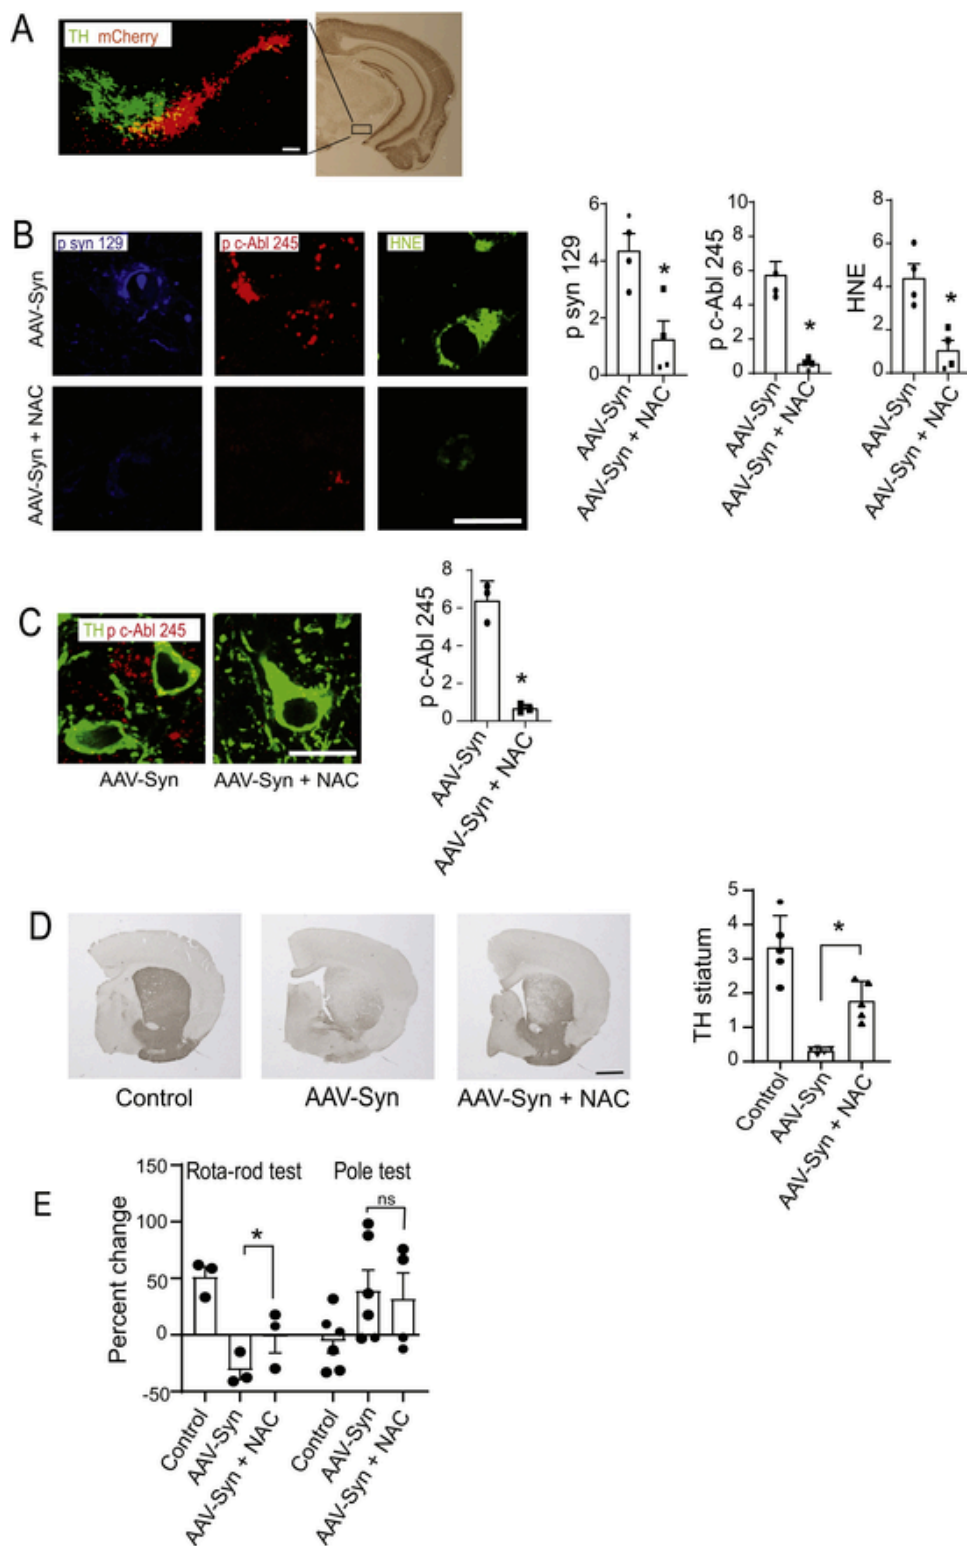 A
TH mCherry
B
p syn 129
p c-Abl 245
HNE
AAV-Syn
AAV-Syn + NAC
p syn 129
6
4
2
0
*
AAV-Syn
AAV-Syn + NAC
p c-Abl 245
10
8
6
4
2
0
*
AAV-Syn
AAV-Syn + NAC
HNE
8
6
4
2
0
*
AAV-Syn
AAV-Syn + NAC
C
TH p c-Abl 245
AAV-Syn
AAV-Syn + NAC
p c-Abl 245
8
6
4
2
0
*
AAV-Syn
AAV-Syn + NAC
D
Control
AAV-Syn
AAV-Syn + NAC
TH stiatum
5
4
3
2
1
0
*
Control
AAV-Syn
AAV-Syn + NAC
E
Percent change
150
100
50
0
-50
Rota-rod test
Pole test
*
ns
Control
AAV-Syn
AAV-Syn + NAC
Control
AAV-Syn
AAV-Syn + NAC